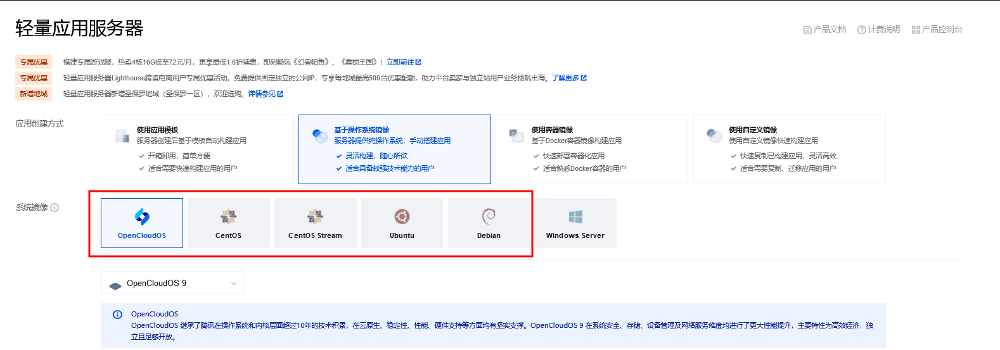 轻量应用服务器
产品文档 计费说明 产品控制台
专属优惠 搭建专属游戏服，热卖4核16G低至72元/月，更享最低1.6折续费，即刻畅玩《幻兽帕鲁》、《雾锁王国》！立即前往
专属优惠 轻量应用服务器Lighthouse跨境电商用户专属优惠活动，免费提供固定独立的公网IP，专享每地域最高500台优惠配额，助力平台卖家与独立站用户业务扬帆出海。了解更多
新增地域 轻量应用服务器新增圣保罗地域（圣保罗一区），欢迎选购。详情参见
应用创建方式
使用应用模板
服务器创建后基于模板自动构建应用
开箱即用，简单方便
适合需要快速构建应用的用户
基于操作系统镜像
服务器提供纯操作系统，手动搭建应用
灵活构建，随心所欲
适合具备较强技术能力的用户
使用容器镜像
基于Docker容器镜像构建应用
快速部署容器化应用
适合熟悉Docker容器的用户
使用自定义镜像
使用自定义镜像快速构建应用
快速复制已构建应用，灵活高效
适合需要复制、迁移应用的用户
系统镜像
OpenCloudOS CentOS CentOS Stream Ubuntu Debian Windows Server
OpenCloudOS 9
OpenCloudOS
OpenCloudOS 继承了腾讯在操作系统和内核层面超过10年的技术积累，在云原生、稳定性、性能、硬件支持等方面均有坚实支撑。OpenCloudOS 9 在系统安全、存储、设备管理及网络服务维度均进行了更大性能提升，主要特性为高效经济，独
立且足够开放。